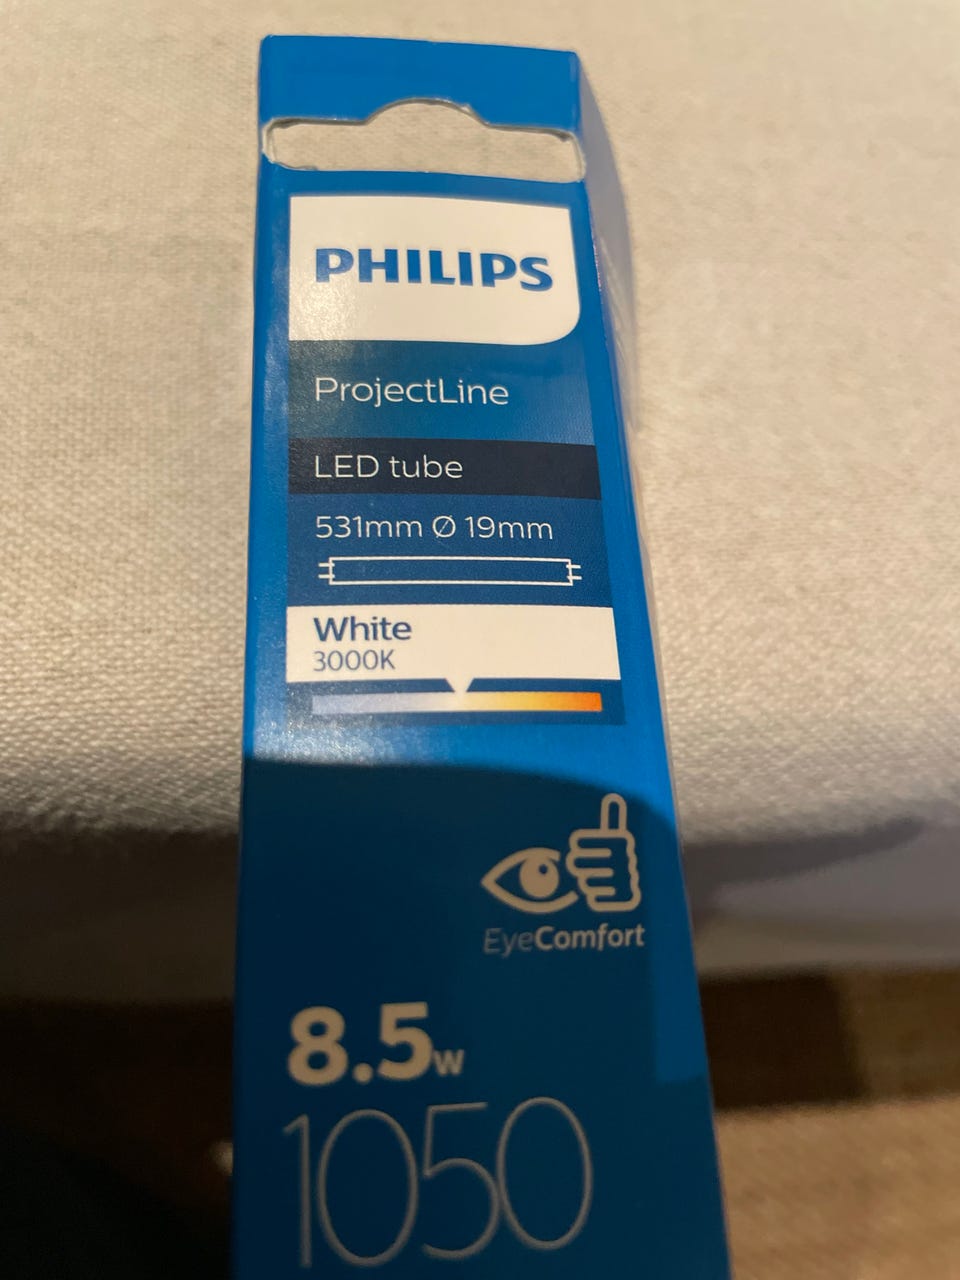 PHILIPS
ProjectLine
LED tube
531mm Ø 19mm
White
3000K
EyeComfort
8.5w
1050